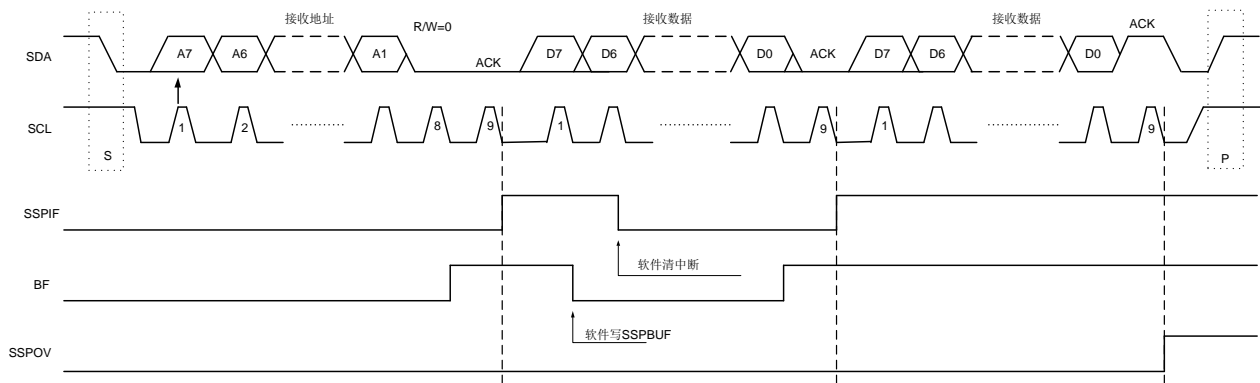 接收地址 R/W=0 接收数据 接收数据 ACK
SDA A7 A6 A1 ACK D7 D6 D0 ACK D7 D6 D0
SCL 1 2 8 9 1 9 1 9
S P
SSPIF
软件清中断
BF
软件写SSPBUF
SSPOV